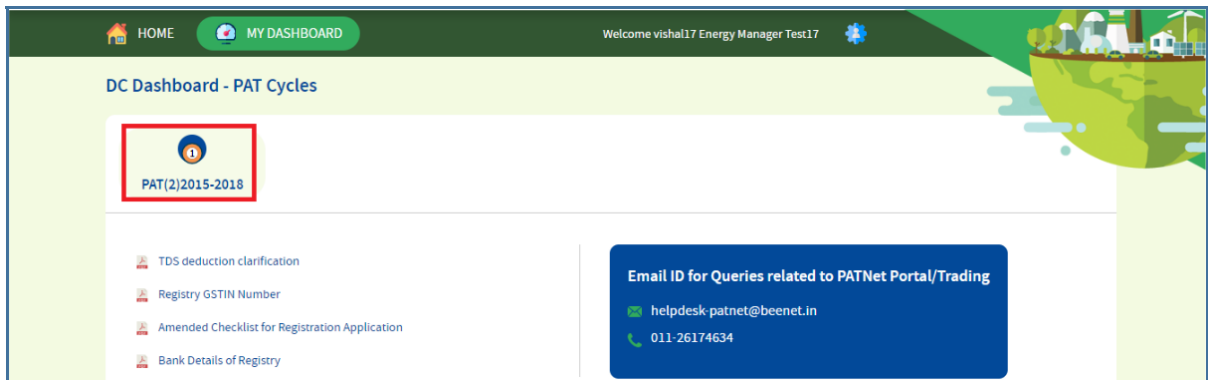 HOME
MY DASHBOARD
Welcome vishal17 Energy Manager Test17
DC Dashboard - PAT Cycles
1
PAT(2)2015-2018
TDS deduction clarification
Registry GSTIN Number
Amended Checklist for Registration Application
Bank Details of Registry
Email ID for Queries related to PATNet Portal/Trading
helpdesk-patnet@beenet.in
011-26174634